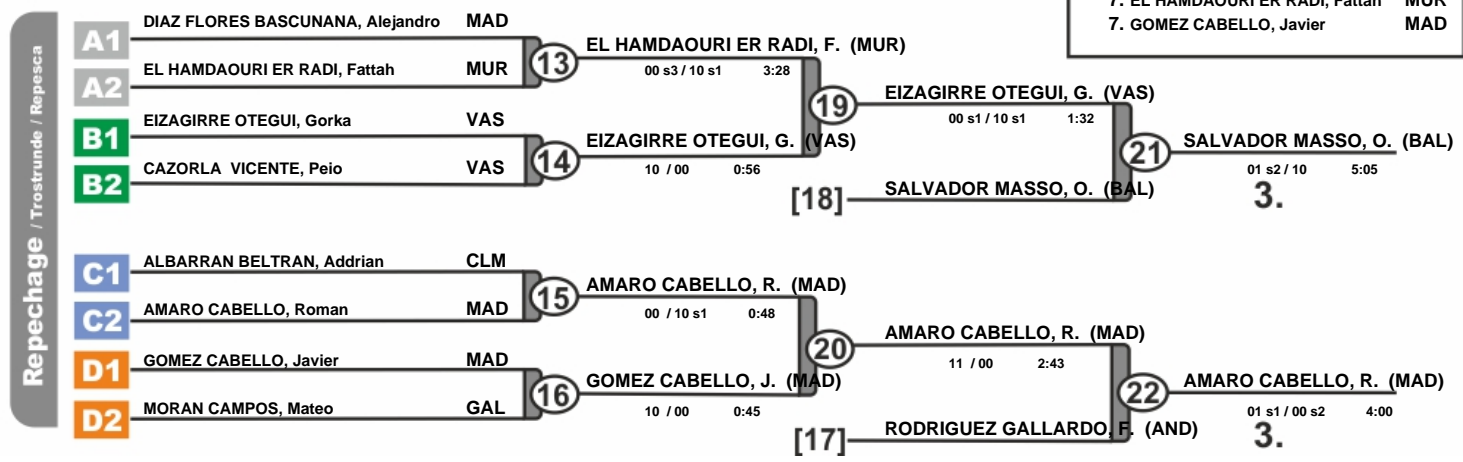 7. EL HAMDAOURI ER RADI, Fattah MUR
7. GOMEZ CABELLO, Javier MAD
Repechage / Trostrunde / Repesca
A1 DIAZ FLORES BASCUNANA, Alejandro MAD
A2 EL HAMDAOURI ER RADI, Fattah MUR
13
EL HAMDAOURI ER RADI, F. (MUR)
00 s3 / 10 s1 3:28
B1 EIZAGIRRE OTEGUI, Gorka VAS
B2 CAZORLA VICENTE, Peio VAS
14
EIZAGIRRE OTEGUI, G. (VAS)
10 / 00 0:56
19
EIZAGIRRE OTEGUI, G. (VAS)
00 s1 / 10 s1 1:32
[18] SALVADOR MASSO, O. (BAL)
21
SALVADOR MASSO, O. (BAL)
01 s2 / 10 5:05
3.
C1 ALBARRAN BELTRAN, Addrian CLM
C2 AMARO CABELLO, Roman MAD
15
AMARO CABELLO, R. (MAD)
00 / 10 s1 0:48
D1 GOMEZ CABELLO, Javier MAD
D2 MORAN CAMPOS, Mateo GAL
16
GOMEZ CABELLO, J. (MAD)
10 / 00 0:45
20
AMARO CABELLO, R. (MAD)
11 / 00 2:43
[17] RODRIGUEZ GALLARDO, F. (AND)
22
AMARO CABELLO, R. (MAD)
01 s1 / 00 s2 4:00
3.